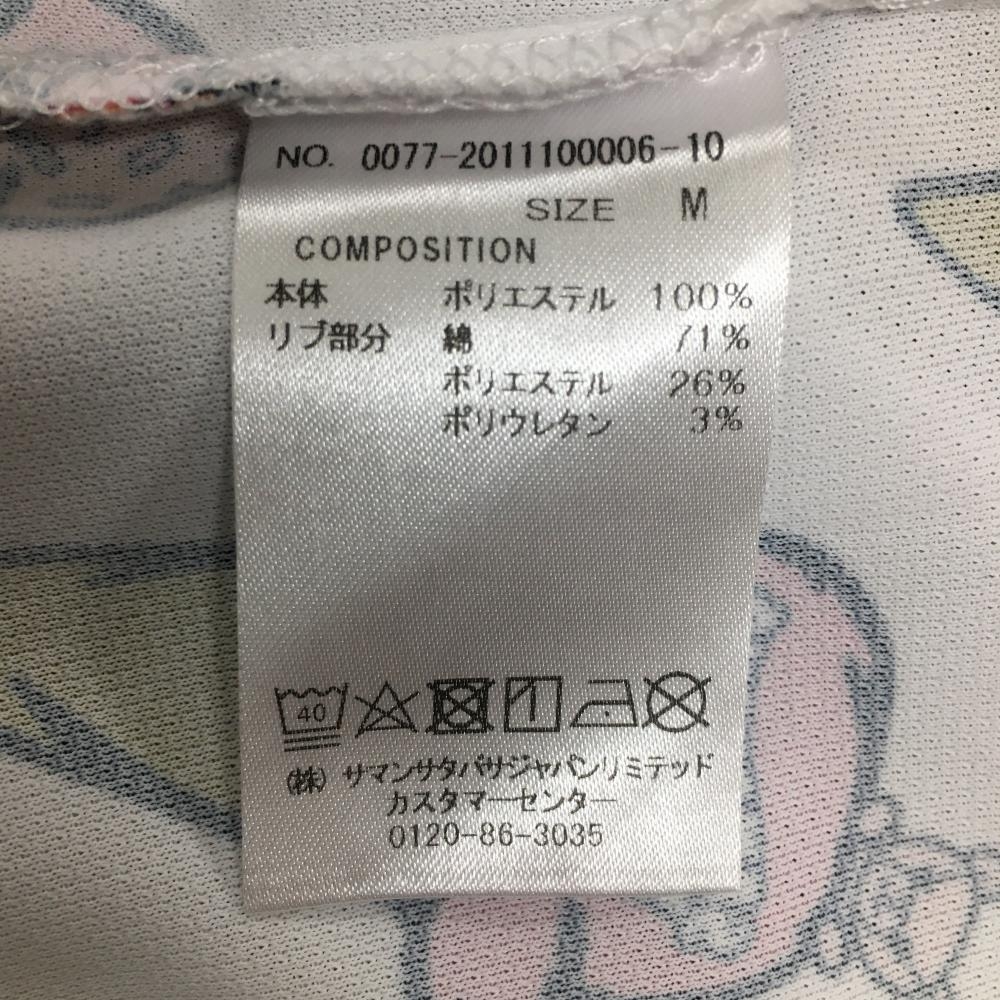 NO. 0077-2011100006-10
SIZE M
COMPOSITION
本体 ポリエステル 100%
リブ部分 綿 71%
ポリエステル 26%
ポリウレタン 3%
40
(株) サマンサタバサジャパンリミテッド
カスタマーセンター
0120-86-3035